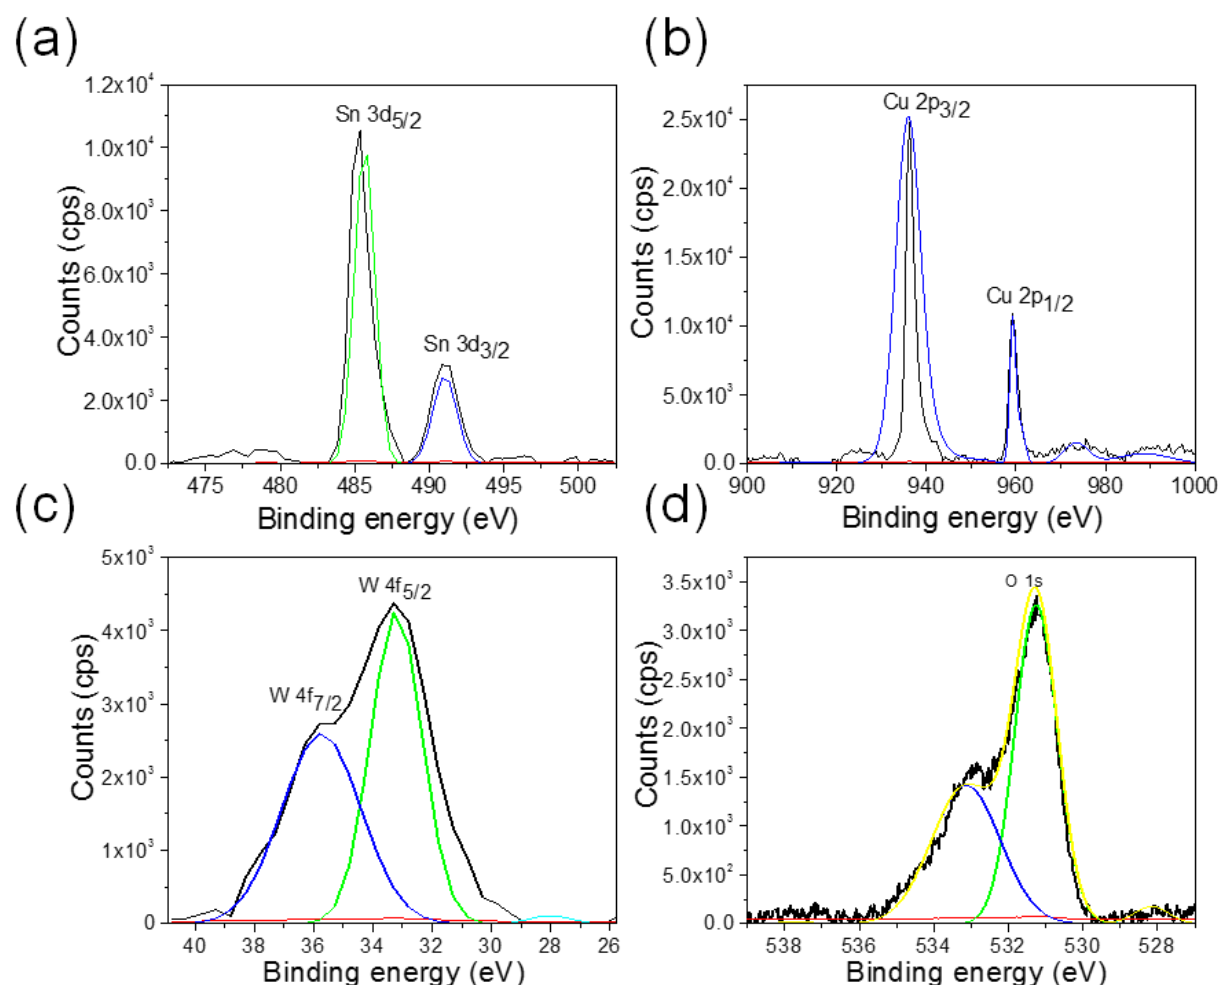 (a)
Sn 3d5/2
Sn 3d3/2
Counts (cps)
1.2x10⁴
1.0x10⁴
8.0x10³
6.0x10³
4.0x10³
2.0x10³
0.0
475 480 485 490 495 500
Binding energy (eV)
(b)
Cu 2p3/2
Cu 2p1/2
Counts (cps)
2.5x10⁴
2.0x10⁴
1.5x10⁴
1.0x10⁴
5.0x10³
0.0
900 920 940 960 980 1000
Binding energy (eV)
(c)
W 4f5/2
W 4f7/2
Counts (cps)
5x10³
4x10³
3x10³
2x10³
1x10³
0
40 38 36 34 32 30 28 26
Binding energy (eV)
(d)
O 1s
Counts (cps)
3.5x10³
3.0x10³
2.5x10³
2.0x10³
1.5x10³
1.0x10³
5.0x10²
0.0
538 536 534 532 530 528
Binding energy (eV)